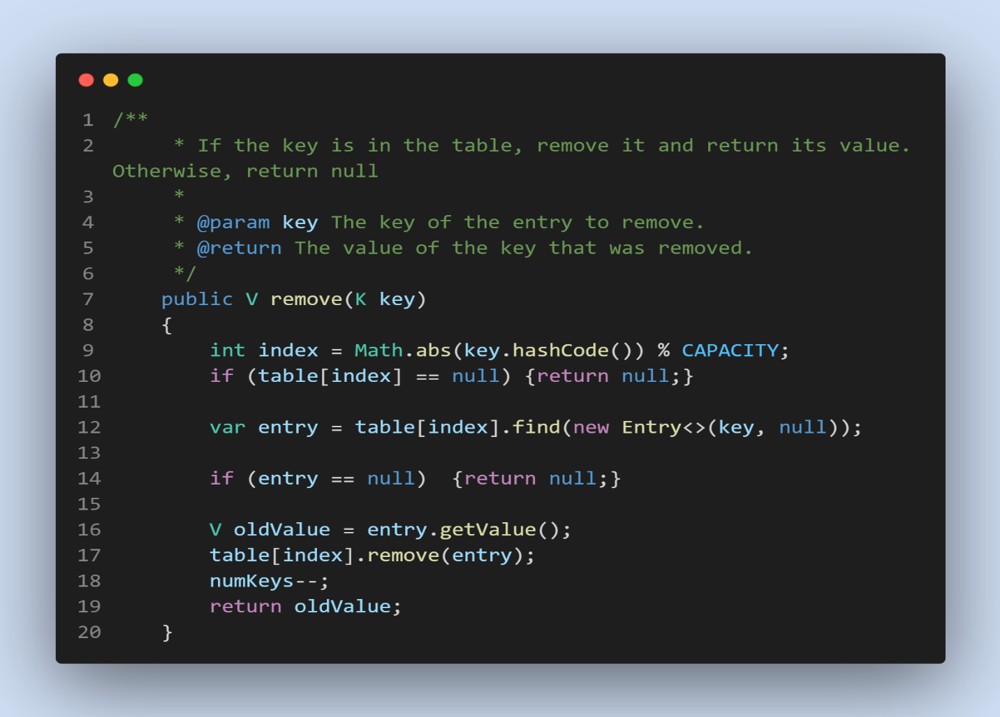 1 /**
2      * If the key is in the table, remove it and return its value.
Otherwise, return null
3      *
4      * @param key The key of the entry to remove.
5      * @return The value of the key that was removed.
6      */
7     public V remove(K key)
8     {
9         int index = Math.abs(key.hashCode()) % CAPACITY;
10         if (table[index] == null) {return null;}
11
12         var entry = table[index].find(new Entry<>(key, null));
13
14         if (entry == null)  {return null;}
15
16         V oldValue = entry.getValue();
17         table[index].remove(entry);
18         numKeys--;
19         return oldValue;
20     }